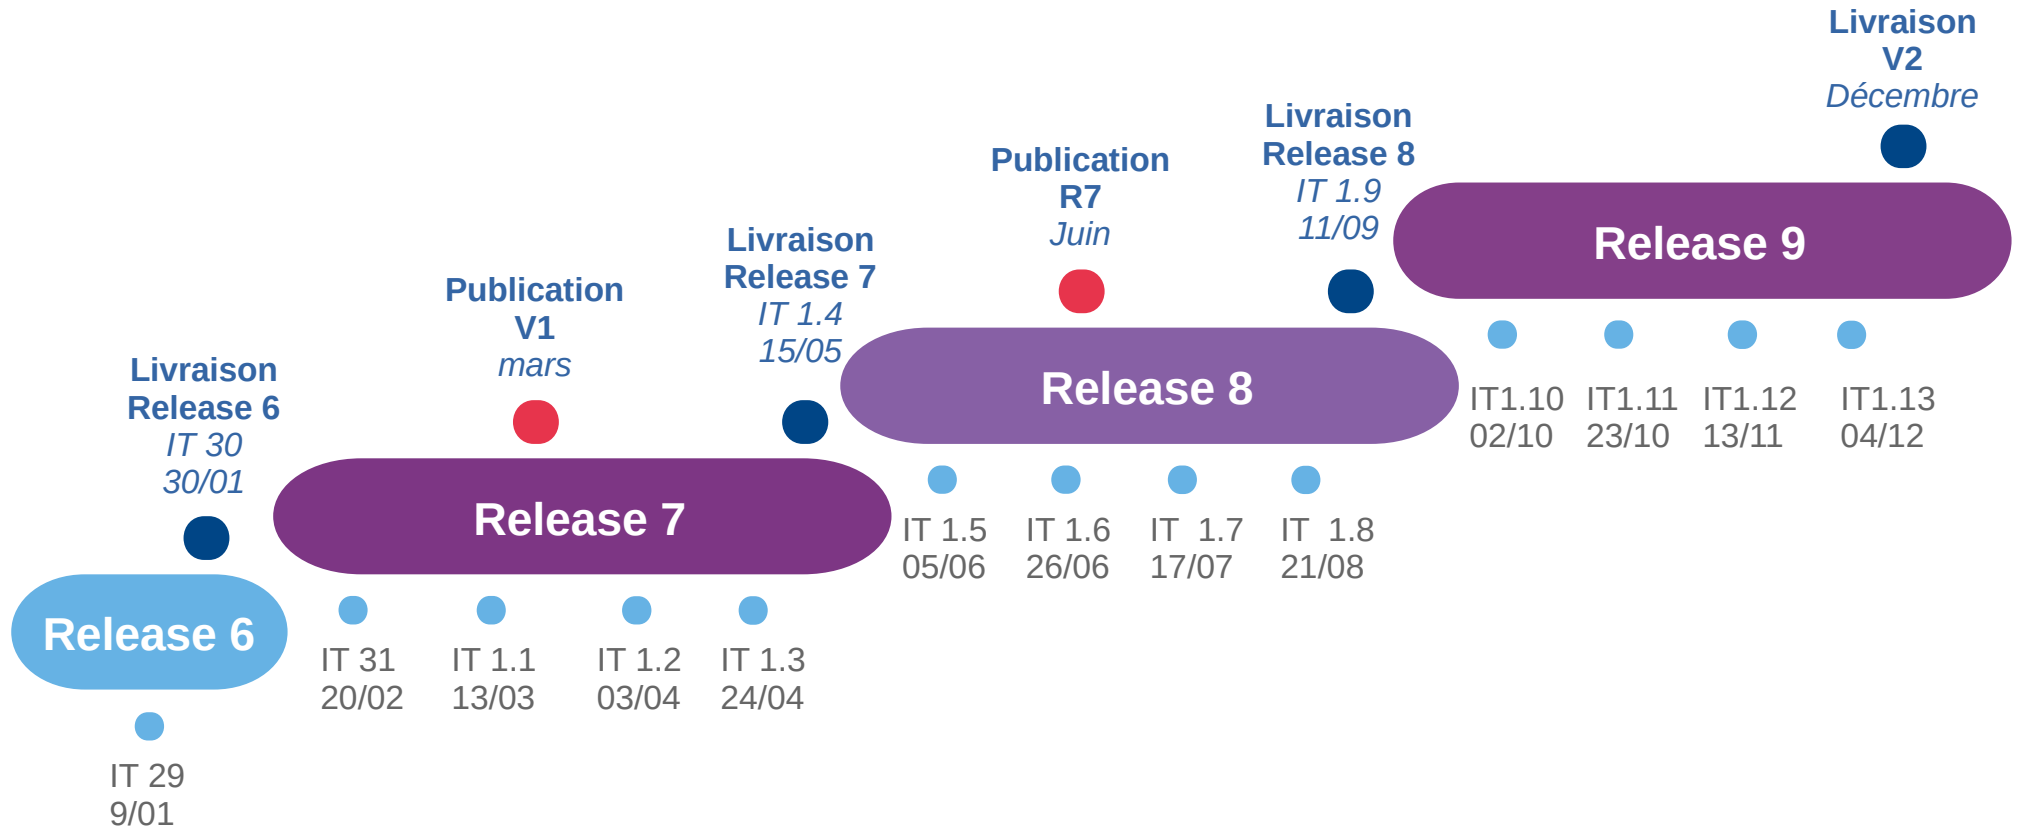 Livraison
Release 6
IT 30
30/01
Release 6
IT 29
9/01
Publication
V1
mars
Livraison
Release 7
IT 1.4
15/05
Release 7
IT 31
20/02
IT 1.1
13/03
IT 1.2
03/04
IT 1.3
24/04
Publication
R7
Juin
Livraison
Release 8
IT 1.9
11/09
Release 8
IT 1.5
05/06
IT 1.6
26/06
IT  1.7
17/07
IT  1.8
21/08
Livraison
V2
Décembre
Release 9
IT1.10
02/10
IT1.11
23/10
IT1.12
13/11
IT1.13
04/12